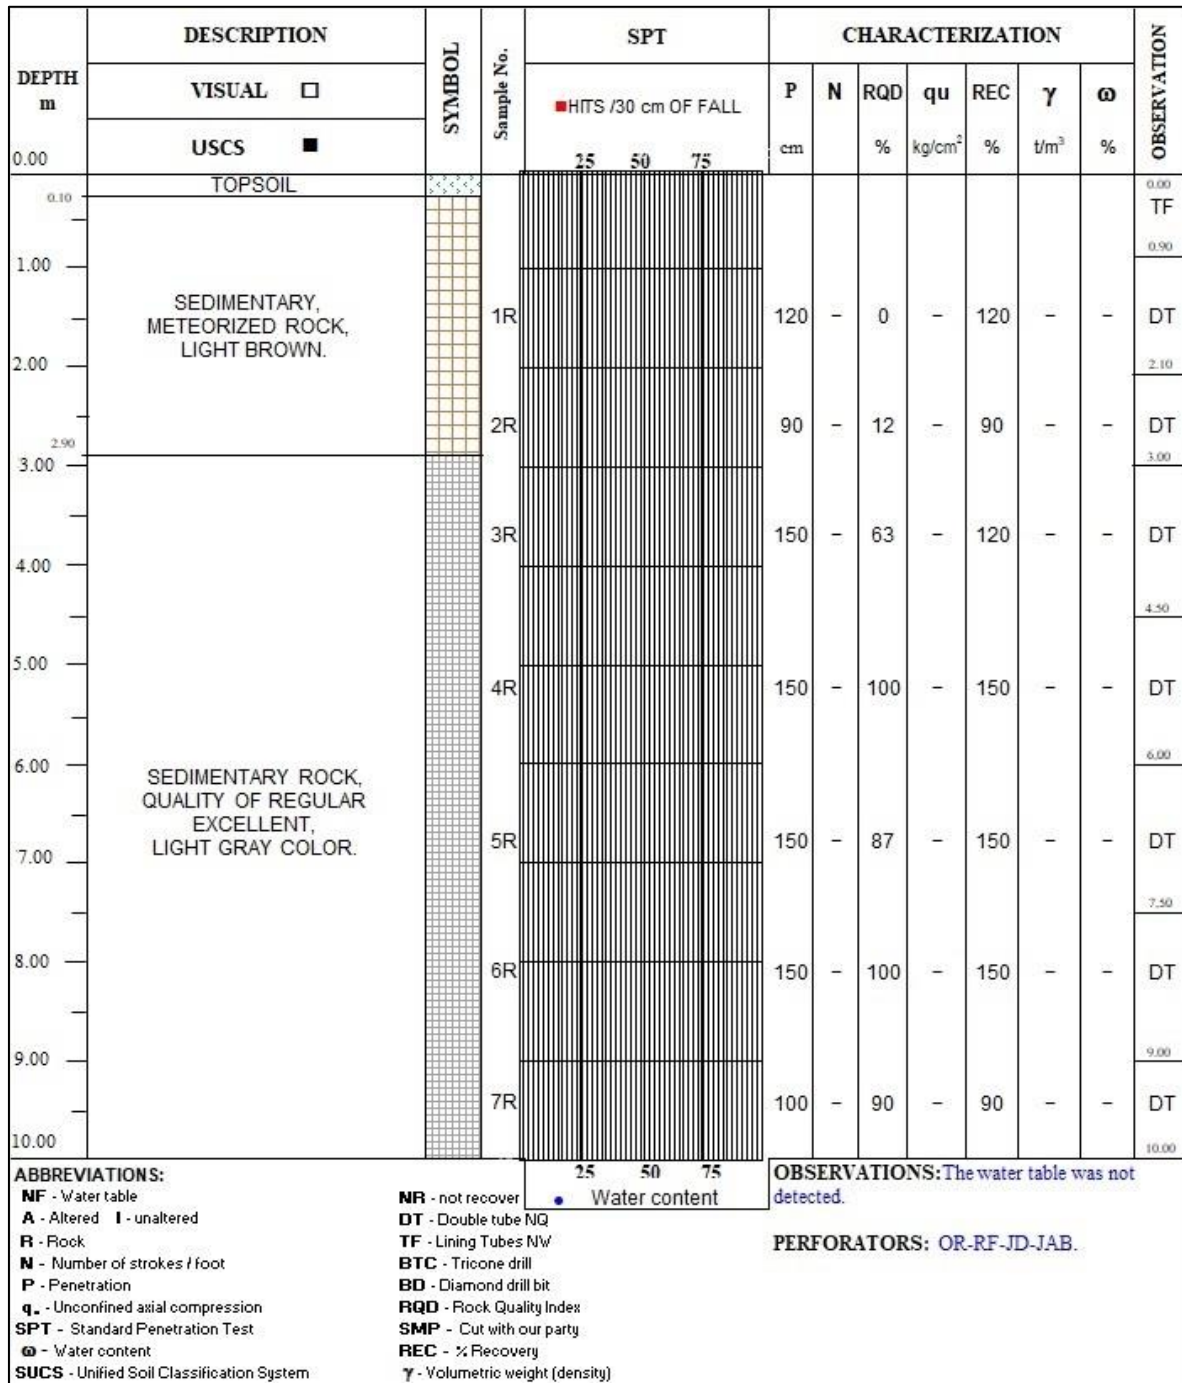 DESCRIPTION
SPT
CHARACTERIZATION
DEPTH
m
0.00
VISUAL □
USCS ■
SYMBOL
Sample No.
■HITS /30 cm OF FALL
25 50 75
P N RQD qu REC γ ω
cm % kg/cm² % t/m³ %
OBSERVATION
TOPSOIL
0.00
TF
0.10
0.90
1.00
SEDIMENTARY,
METEORIZED ROCK,
LIGHT BROWN.
1R 120 - 0 - 120 - - DT
2.00
2.10
2R 90 - 12 - 90 - - DT
2.90
3.00
3.00
3R 150 - 63 - 120 - - DT
4.00
4.50
5.00
4R 150 - 100 - 150 - - DT
6.00
6.00
SEDIMENTARY ROCK,
QUALITY OF REGULAR
EXCELLENT,
LIGHT GRAY COLOR.
5R 150 - 87 - 150 - - DT
7.00
7.50
8.00
6R 150 - 100 - 150 - - DT
9.00
9.00
7R 100 - 90 - 90 - - DT
10.00
10.00
25 50 75
• Water content
ABBREVIATIONS:
NF - Water table
A - Altered I - unaltered
R - Rock
N - Number of strokes / foot
P - Penetration
q. - Unconfined axial compression
SPT - Standard Penetration Test
ω - Water content
SUCS - Unified Soil Classification System
NR - not recover
DT - Double tube NQ
TF - Lining Tubes NW
BTC - Tricone drill
BD - Diamond drill bit
RQD - Rock Quality Index
SMP - Cut with our party
REC - % Recovery
γ - Volumetric weight (density)
OBSERVATIONS:The water table was not
detected.
PERFORATORS: OR-RF-JD-JAB.